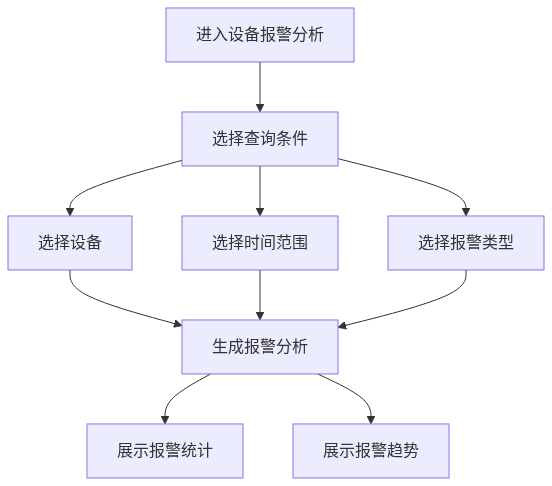 进入设备报警分析
选择查询条件
选择设备
选择时间范围
选择报警类型
生成报警分析
展示报警统计
展示报警趋势